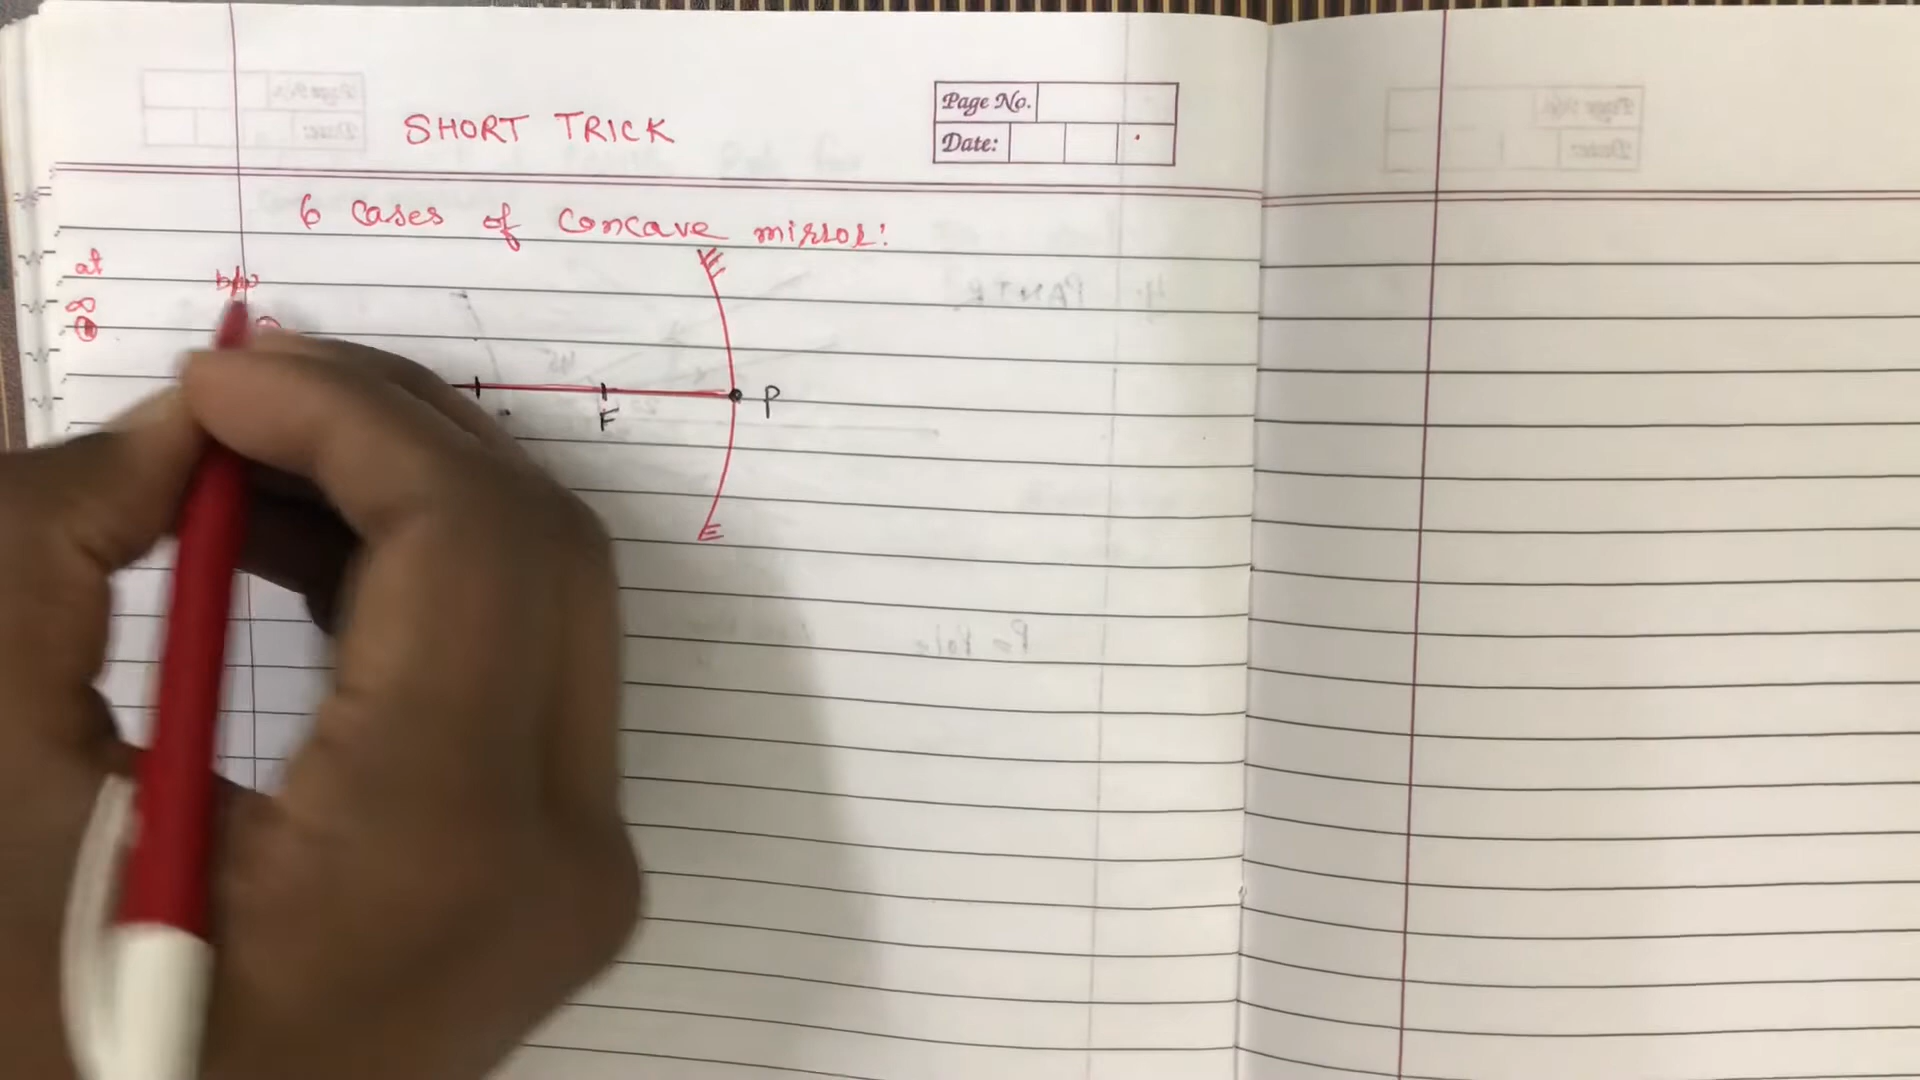 SHORT TRICK
Page No.
Date:
6 cases of concave mirror:
at
∞
b/w
F
P